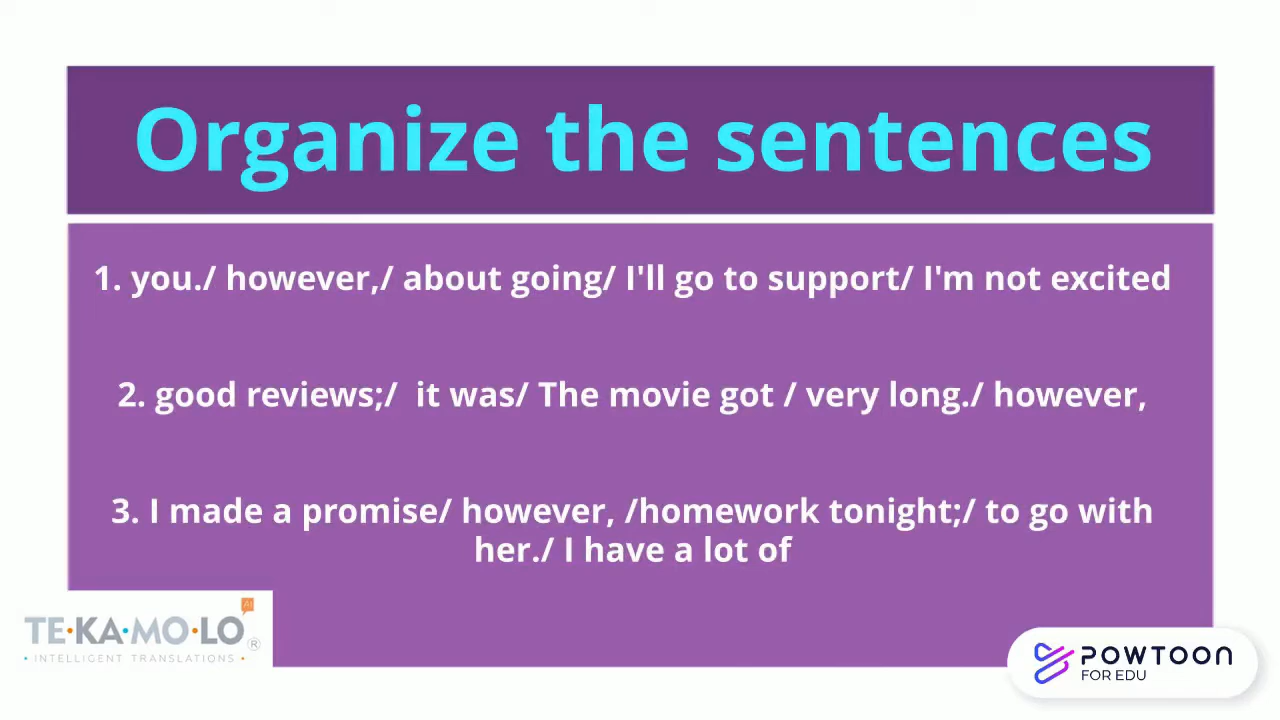 Organize the sentences
1. you./ however,/ about going/ I'll go to support/ I'm not excited
2. good reviews;/  it was/ The movie got / very long./ however,
3. I made a promise/ however, /homework tonight;/ to go with
her./ I have a lot of
AI
TE·KA·MO·LO®
· INTELLIGENT TRANSLATIONS ·
POWTOON
FOR EDU